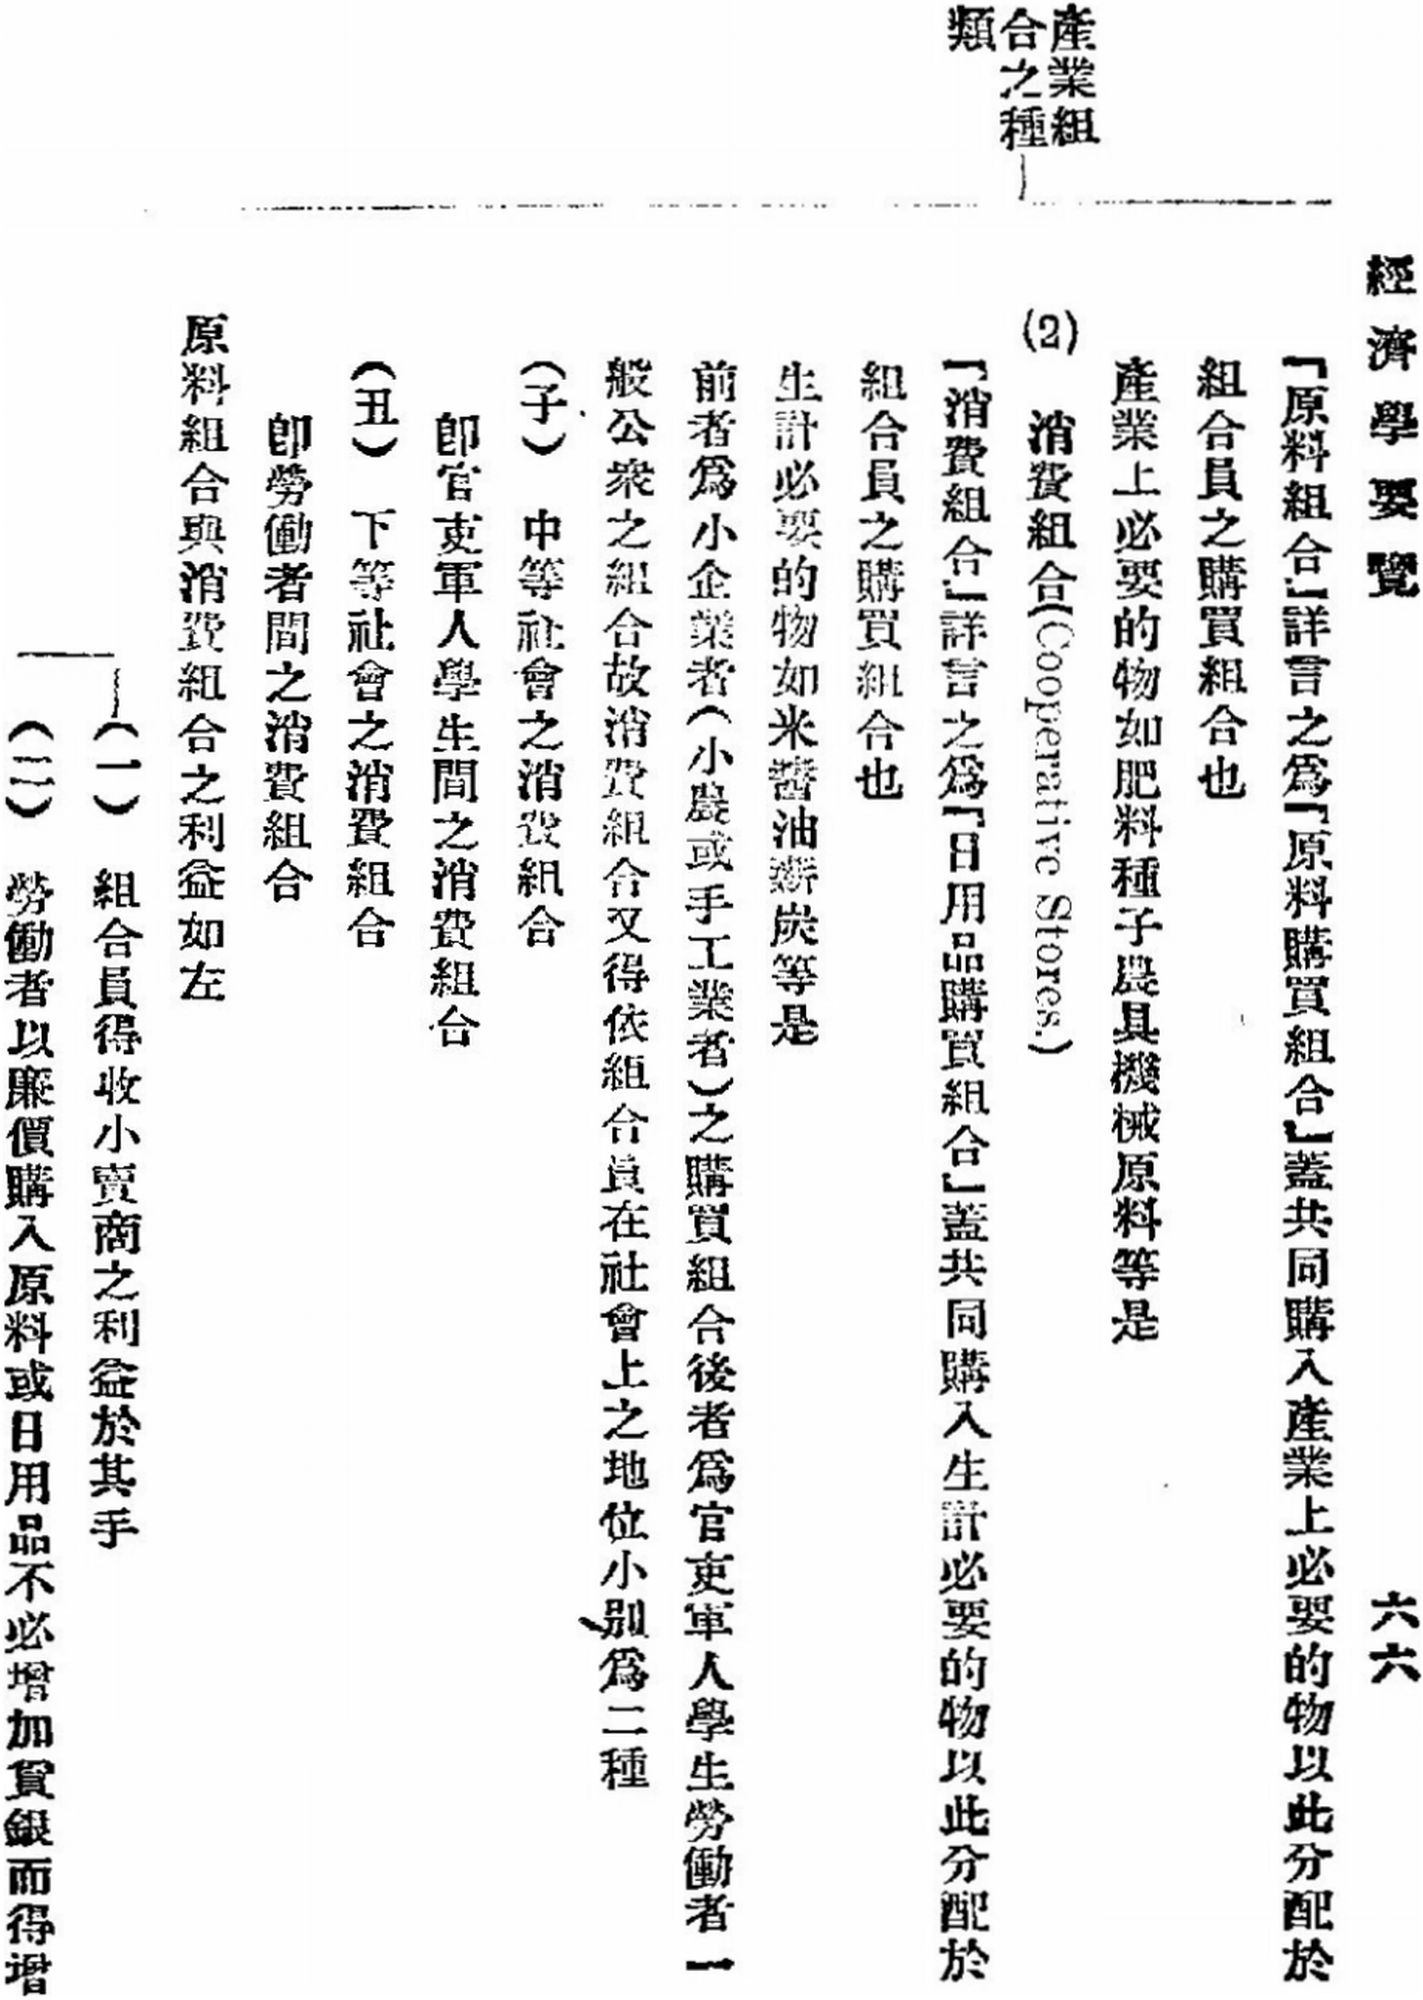 經濟學要覽
六六
產業組
合之種
類
『原料組合』詳言之爲『原料購買組合』蓋共同購入產業上必要的物以此分配於
組合員之購買組合也
產業上必要的物如肥料種子農具機械原料等是
(2) 消費組合(Cooperative Stores.)
『消費組合』詳言之爲『日用品購買組合』蓋共同購入生計必要的物以此分配於
組合員之購買組合也
生計必要的物如米醬油薪炭等是
前者爲小企業者(小農或手工業者)之購買組合後者爲官吏軍人學生勞働者一
般公衆之組合故消費組合又得依組合員在社會上之地位小別爲二種
(子) 中等社會之消費組合
卽官吏軍人學生間之消費組合
(丑) 下等社會之消費組合
卽勞働者間之消費組合
原料組合與消費組合之利益如左
(一) 組合員得收小賣商之利益於其手
(二) 勞働者以廉價購入原料或日用品不必增加賃銀而得增